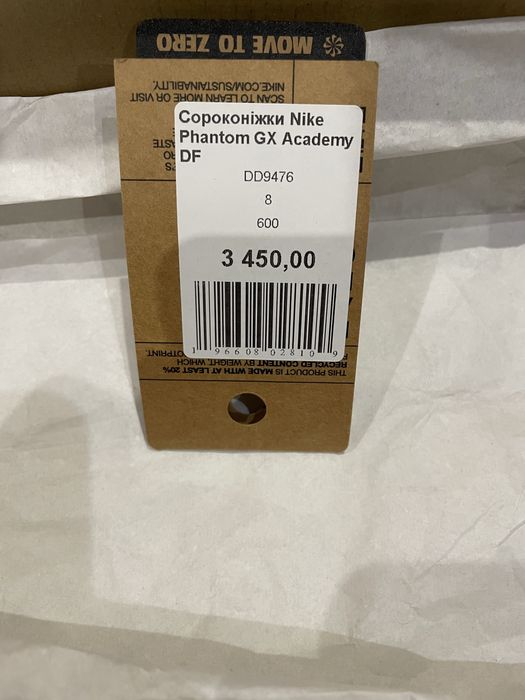 MOVE TO ZERO
SCAN TO LEARN MORE OR VISIT
NIKE.COM/SUSTAINABILITY.
Сороконіжки Nike
Phantom GX Academy
DF
DD9476
8
600
3 450,00
1 96608 02810 9
THIS PRODUCT IS MADE WITH AT LEAST 20%
RECYCLED CONTENT BY WEIGHT, WHICH